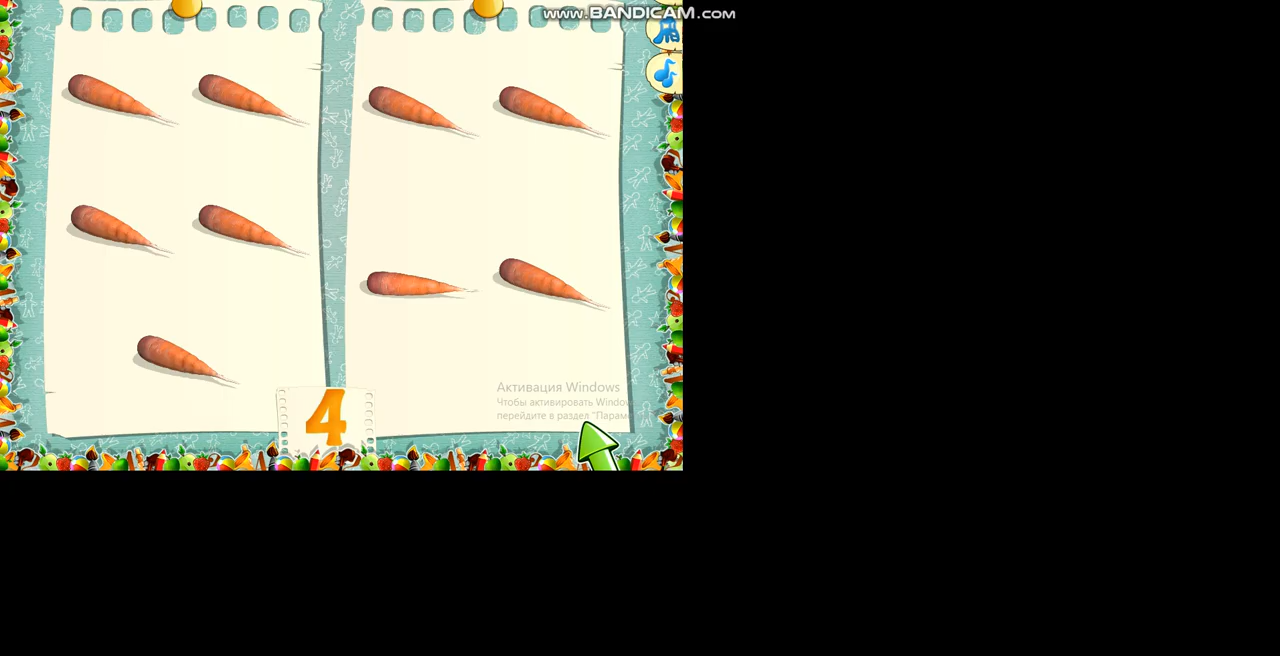 www.BANDICAM.com
4
Активация Windows
Чтобы активировать Window
перейдите в раздел "Парам